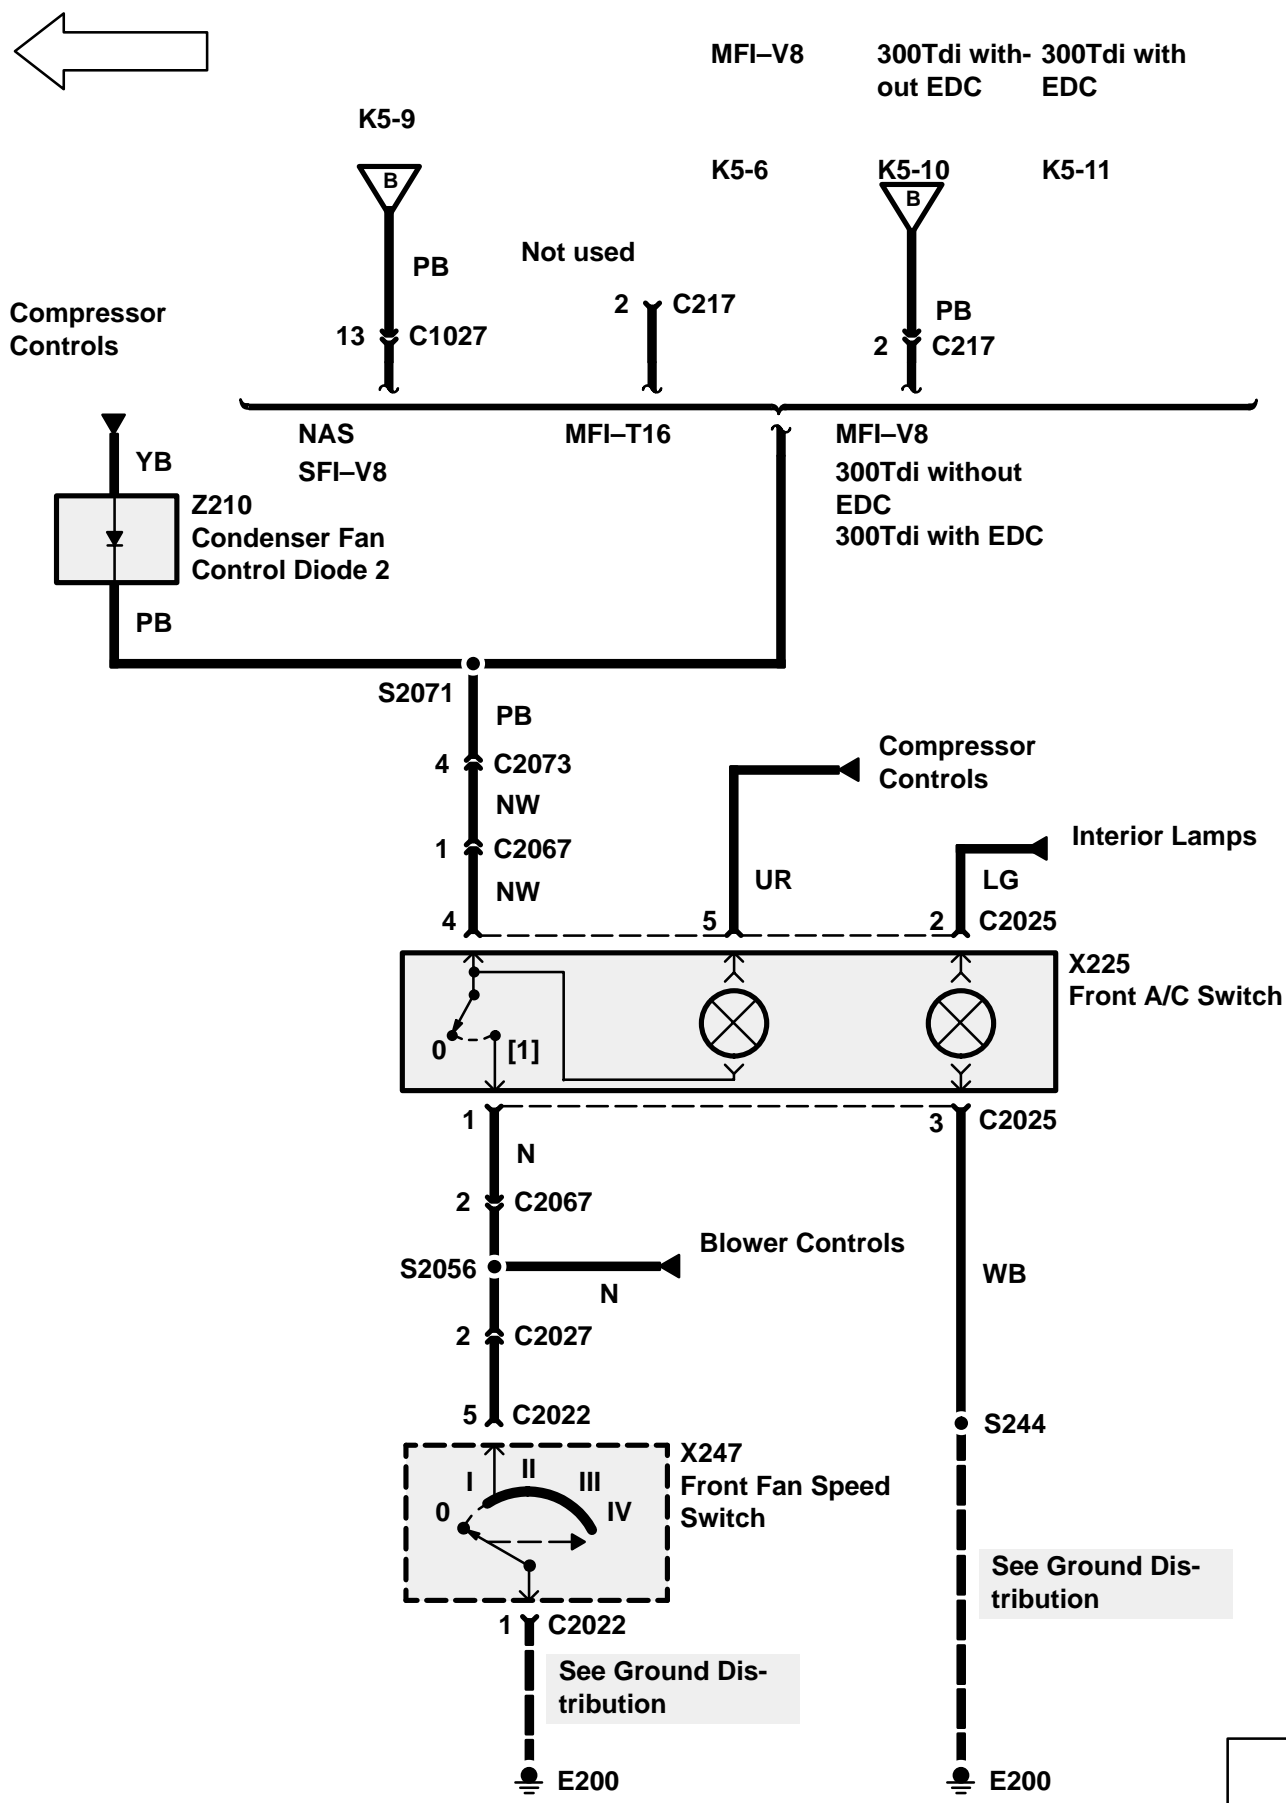 MFI–V8
300Tdi with-
out EDC
300Tdi with
EDC
K5-9
K5-6
K5-10
K5-11
B
B
PB
Not used
PB
2
C217
13
C1027
2
C217
Compressor
Controls
NAS
SFI–V8
MFI–T16
MFI–V8
300Tdi without
EDC
300Tdi with EDC
YB
Z210
Condenser Fan
Control Diode 2
PB
S2071
PB
4
C2073
NW
1
C2067
NW
Compressor
Controls
Interior Lamps
UR
LG
4
5
2
C2025
X225
Front A/C Switch
0
[1]
1
3
C2025
N
2
C2067
S2056
Blower Controls
N
WB
2
C2027
5
C2022
S244
X247
Front Fan Speed
Switch
I
II
III
IV
0
1
C2022
See Ground Dis-
tribution
See Ground Dis-
tribution
E200
E200